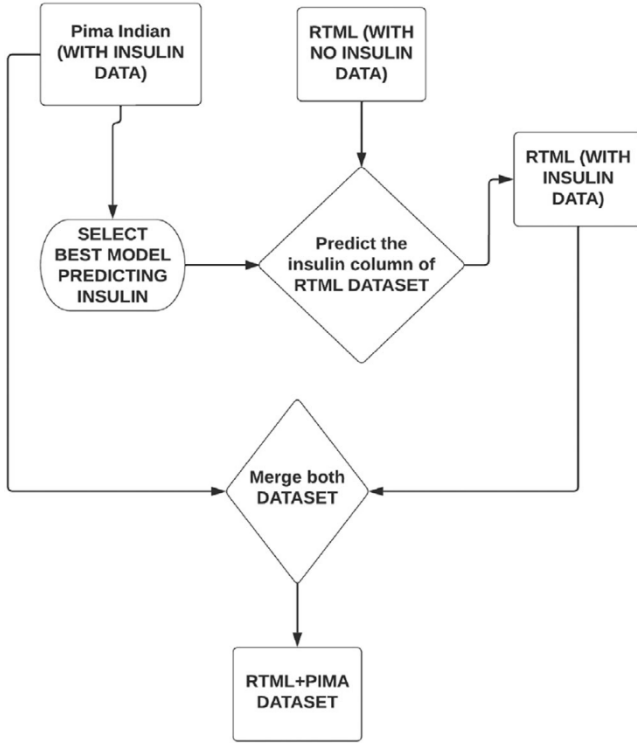 Pima Indian
(WITH INSULIN
DATA)
RTML (WITH
NO INSULIN
DATA)
RTML (WITH
INSULIN
DATA)
SELECT
BEST MODEL
PREDICTING
INSULIN
Predict the
insulin column of
RTML DATASET
Merge both
DATASET
RTML+PIMA
DATASET